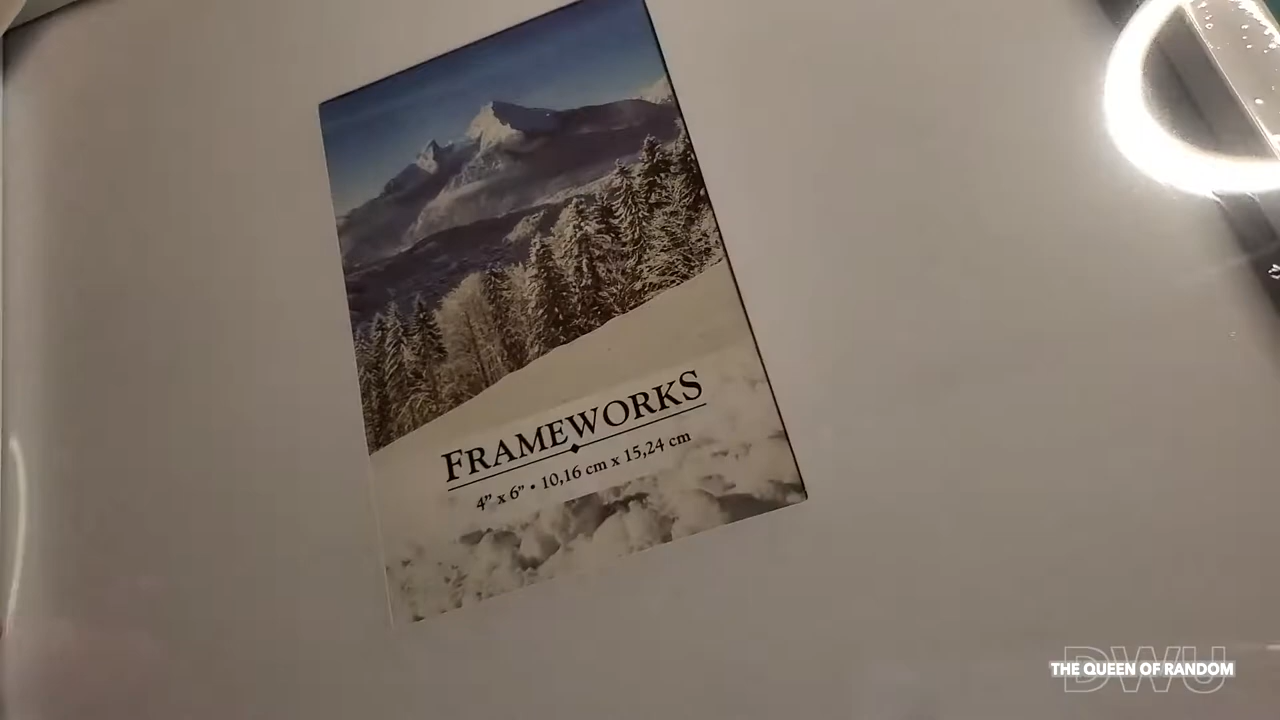 FRAMEWORKS
4” x 6” • 10,16 cm x 15,24 cm
DWU
THE QUEEN OF RANDOM